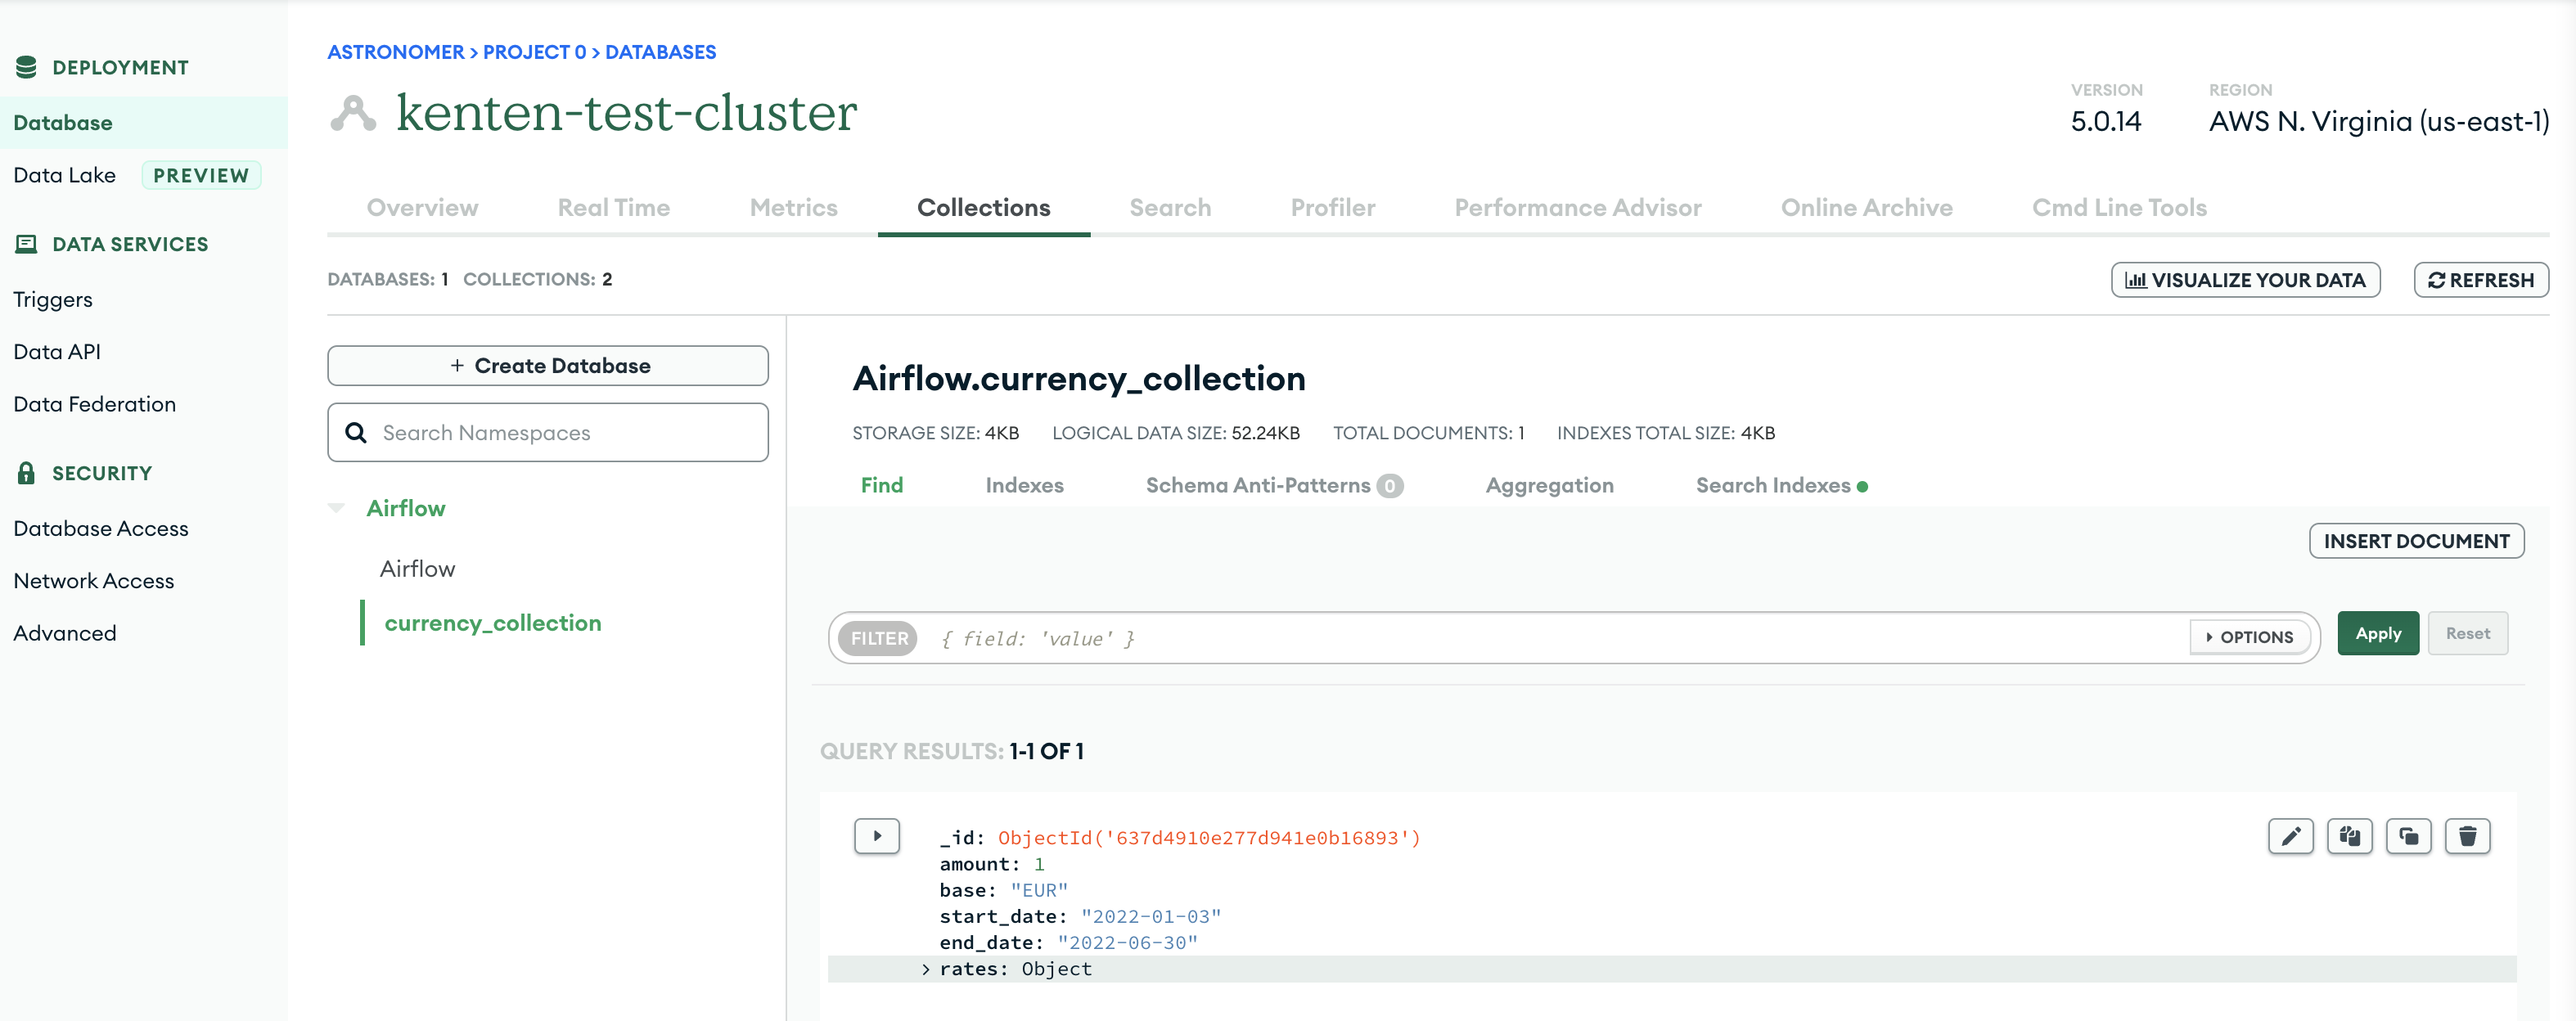 DEPLOYMENT
Database
Data Lake PREVIEW
DATA SERVICES
Triggers
Data API
Data Federation
SECURITY
Database Access
Network Access
Advanced
ASTRONOMER > PROJECT 0 > DATABASES
kenten-test-cluster
VERSION
5.0.14
REGION
AWS N. Virginia (us-east-1)
Overview Real Time Metrics Collections Search Profiler Performance Advisor Online Archive Cmd Line Tools
DATABASES: 1 COLLECTIONS: 2
VISUALIZE YOUR DATA
REFRESH
+ Create Database
Search Namespaces
Airflow
Airflow
currency_collection
Airflow.currency_collection
STORAGE SIZE: 4KB LOGICAL DATA SIZE: 52.24KB TOTAL DOCUMENTS: 1 INDEXES TOTAL SIZE: 4KB
Find Indexes Schema Anti-Patterns 0 Aggregation Search Indexes
INSERT DOCUMENT
FILTER { field: 'value' } OPTIONS Apply Reset
QUERY RESULTS: 1-1 OF 1
_id: ObjectId('637d4910e277d941e0b16893')
amount: 1
base: "EUR"
start_date: "2022-01-03"
end_date: "2022-06-30"
> rates: Object